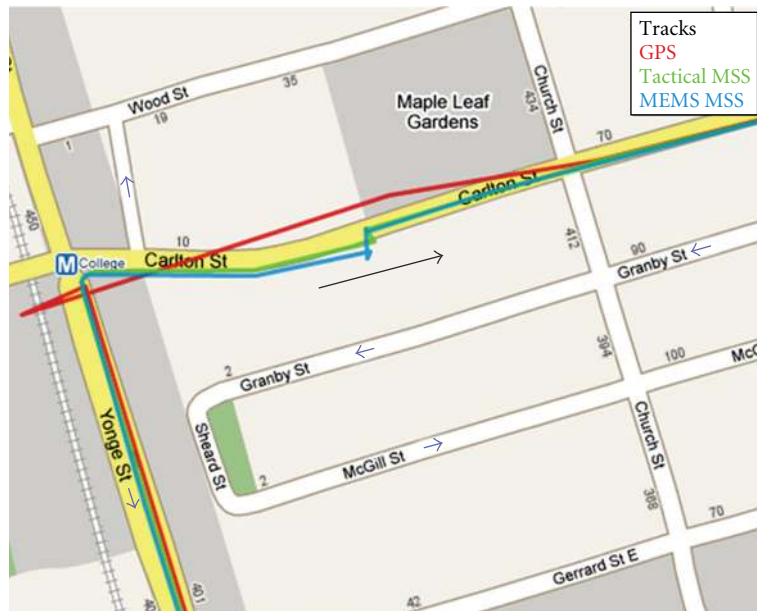 Tracks
GPS
Tactical MSS
MEMS MSS
Wood St
35
19
1
Maple Leaf
Gardens
Church St
434
70
Carlton St
450
10
M College
Carlton St
412
90
Granby St
394
100
2
Granby St
Sheard St
2
McGill St
Yonge St
Church St
368
70
Gerrard St E
42
401
40